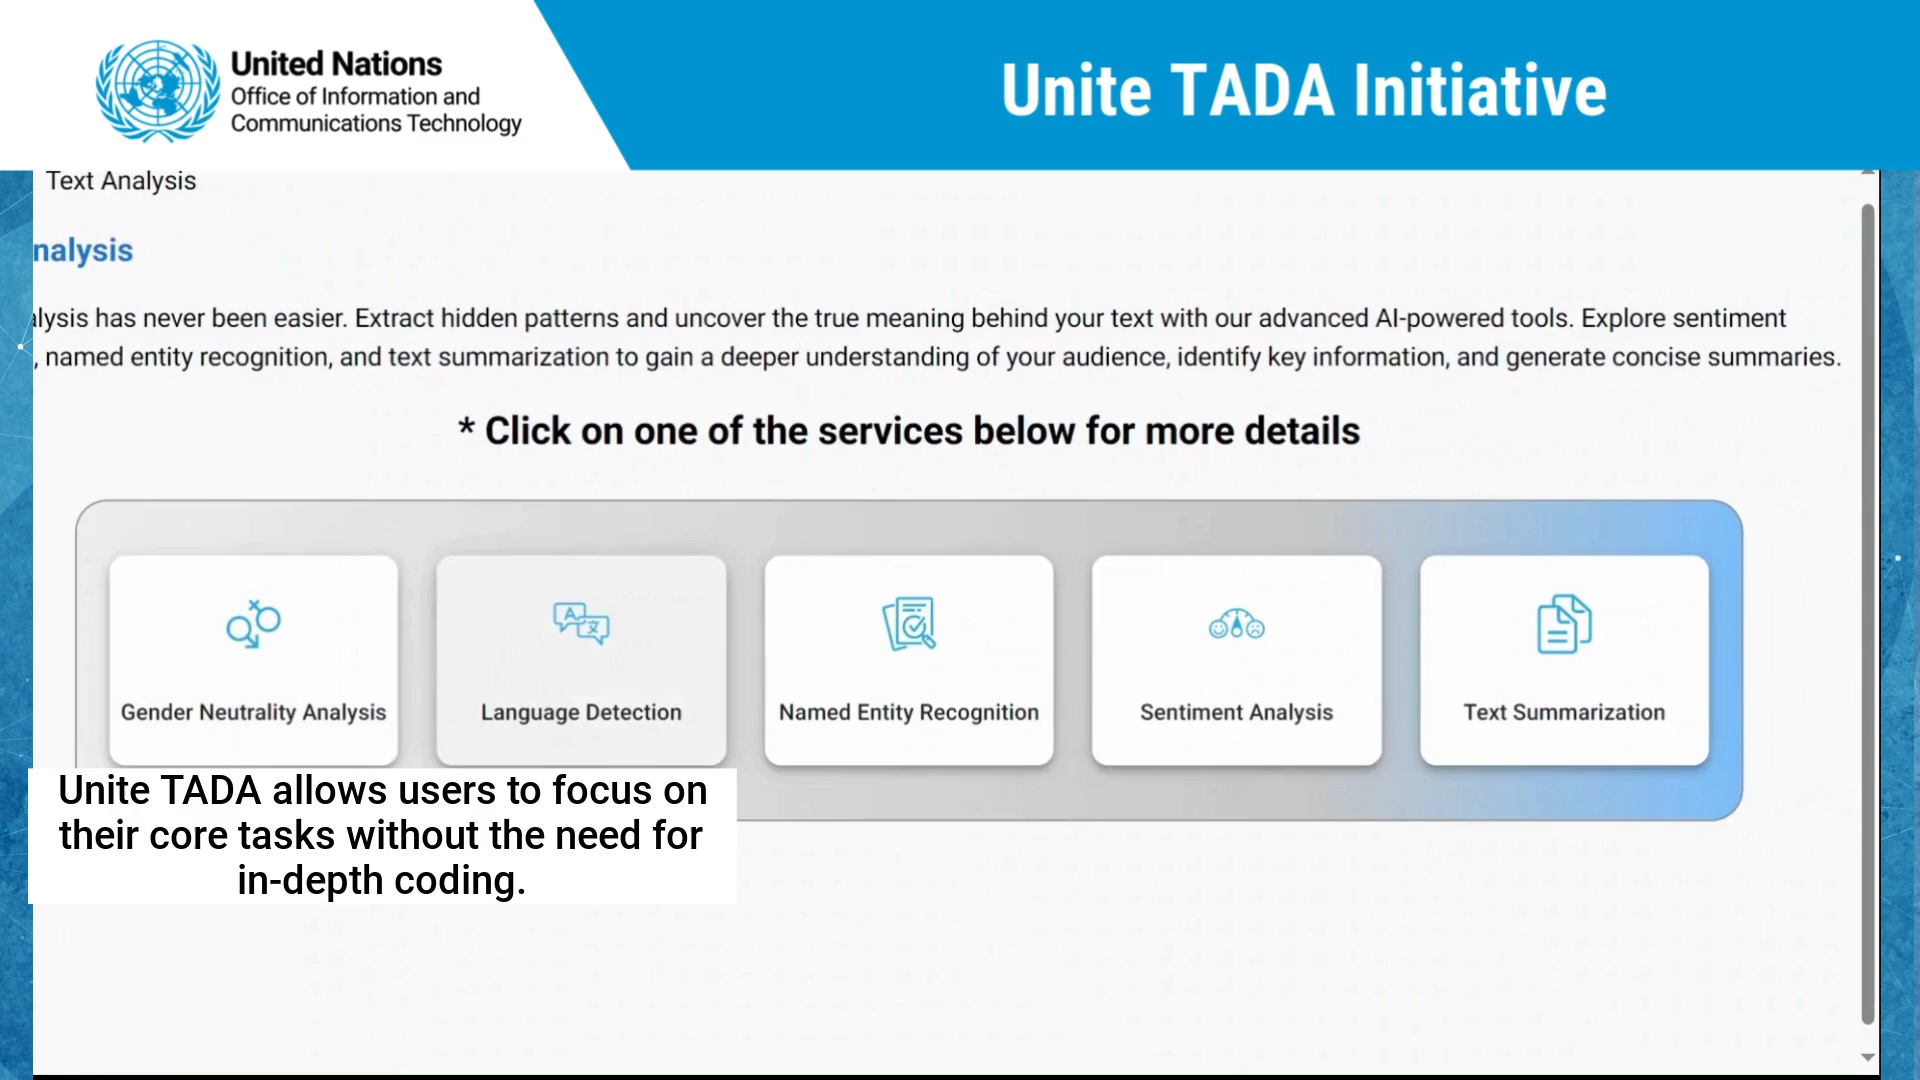 United Nations
Office of Information and
Communications Technology
Unite TADA Initiative
Text Analysis
nalysis
alysis has never been easier. Extract hidden patterns and uncover the true meaning behind your text with our advanced AI-powered tools. Explore sentiment
, named entity recognition, and text summarization to gain a deeper understanding of your audience, identify key information, and generate concise summaries.
* Click on one of the services below for more details
Gender Neutrality Analysis
Language Detection
Named Entity Recognition
Sentiment Analysis
Text Summarization
Unite TADA allows users to focus on
their core tasks without the need for
in-depth coding.